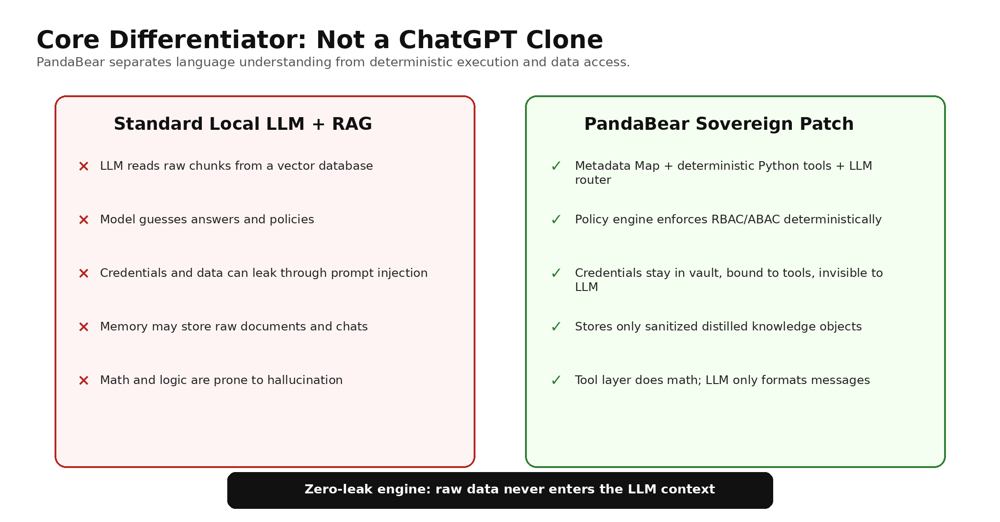 Core Differentiator: Not a ChatGPT Clone
PandaBear separates language understanding from deterministic execution and data access.
Standard Local LLM + RAG
✕ LLM reads raw chunks from a vector database
✕ Model guesses answers and policies
✕ Credentials and data can leak through prompt injection
✕ Memory may store raw documents and chats
✕ Math and logic are prone to hallucination
PandaBear Sovereign Patch
✓ Metadata Map + deterministic Python tools + LLM
router
✓ Policy engine enforces RBAC/ABAC deterministically
✓ Credentials stay in vault, bound to tools, invisible to
LLM
✓ Stores only sanitized distilled knowledge objects
✓ Tool layer does math; LLM only formats messages
Zero-leak engine: raw data never enters the LLM context